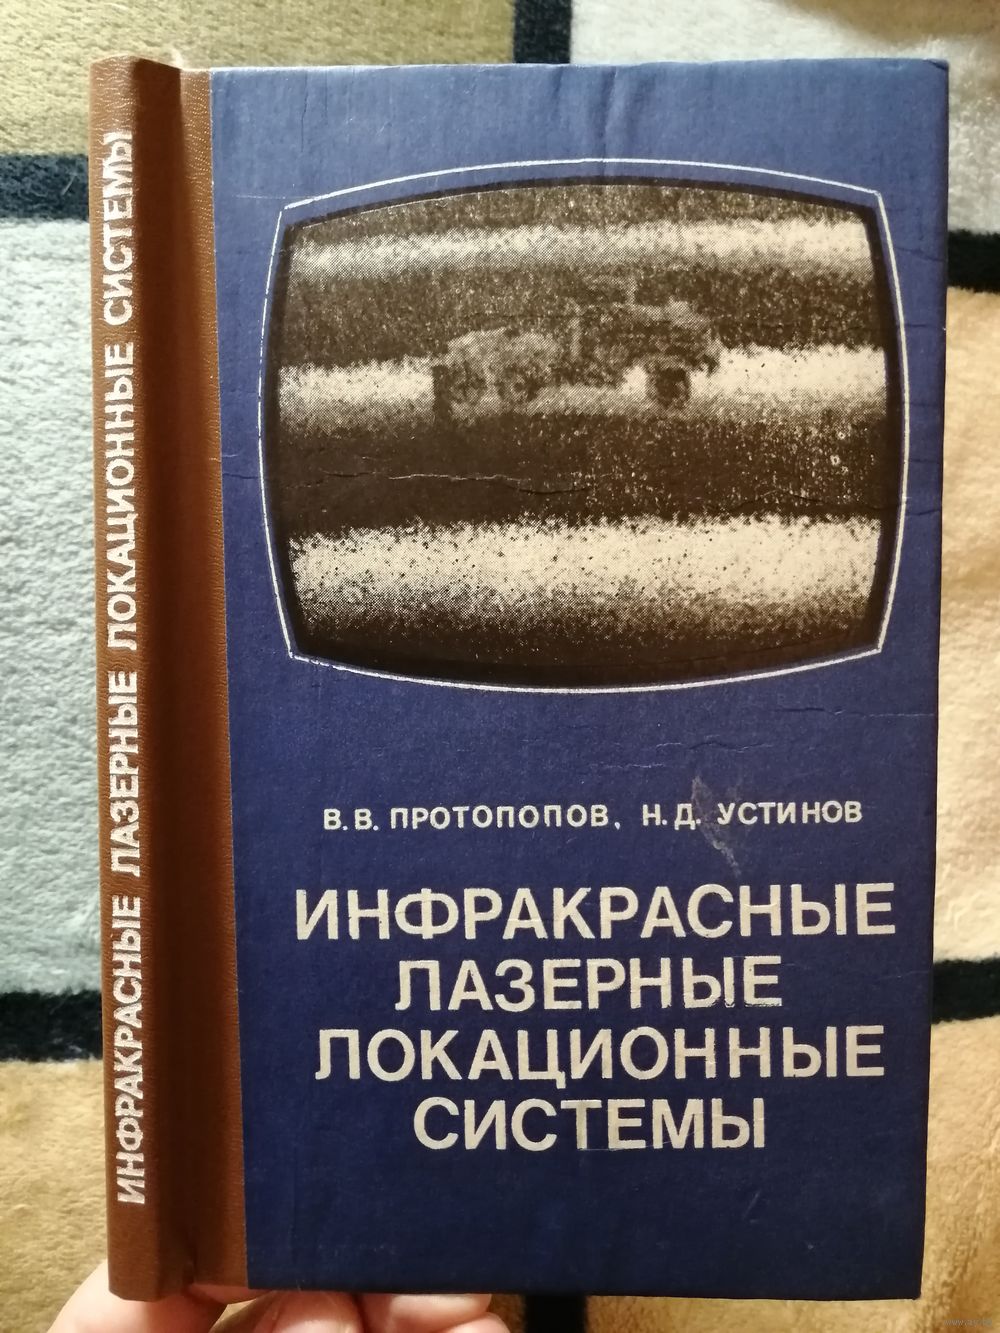 ИНФРАКРАСНЫЕ ЛАЗЕРНЫЕ ЛОКАЦИОННЫЕ СИСТЕМЫ
В. В. ПРОТОПОПОВ, Н. Д. УСТИНОВ
ИНФРАКРАСНЫЕ
ЛАЗЕРНЫЕ
ЛОКАЦИОННЫЕ
СИСТЕМЫ